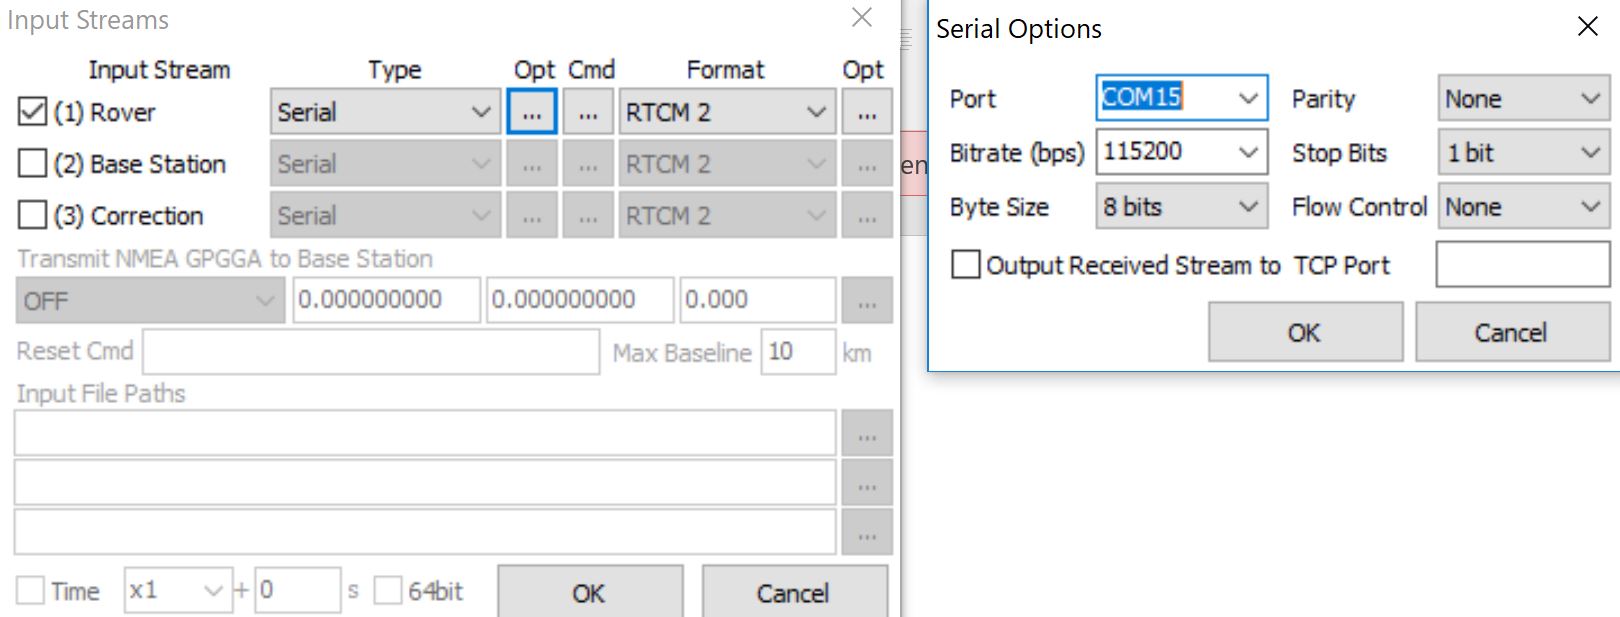 Input Streams
Input Stream Type Opt Cmd Format Opt
(1) Rover Serial ... ... RTCM 2 ...
(2) Base Station Serial ... ... RTCM 2 ...
(3) Correction Serial ... ... RTCM 2 ...
Transmit NMEA GPGGA to Base Station
OFF 0.000000000 0.000000000 0.000 ...
Reset Cmd Max Baseline 10 km
Input File Paths
...
...
...
Time x1 + 0 s 64bit OK Cancel
en
Serial Options
Port COM15 Parity None
Bitrate (bps) 115200 Stop Bits 1 bit
Byte Size 8 bits Flow Control None
Output Received Stream to TCP Port
OK Cancel